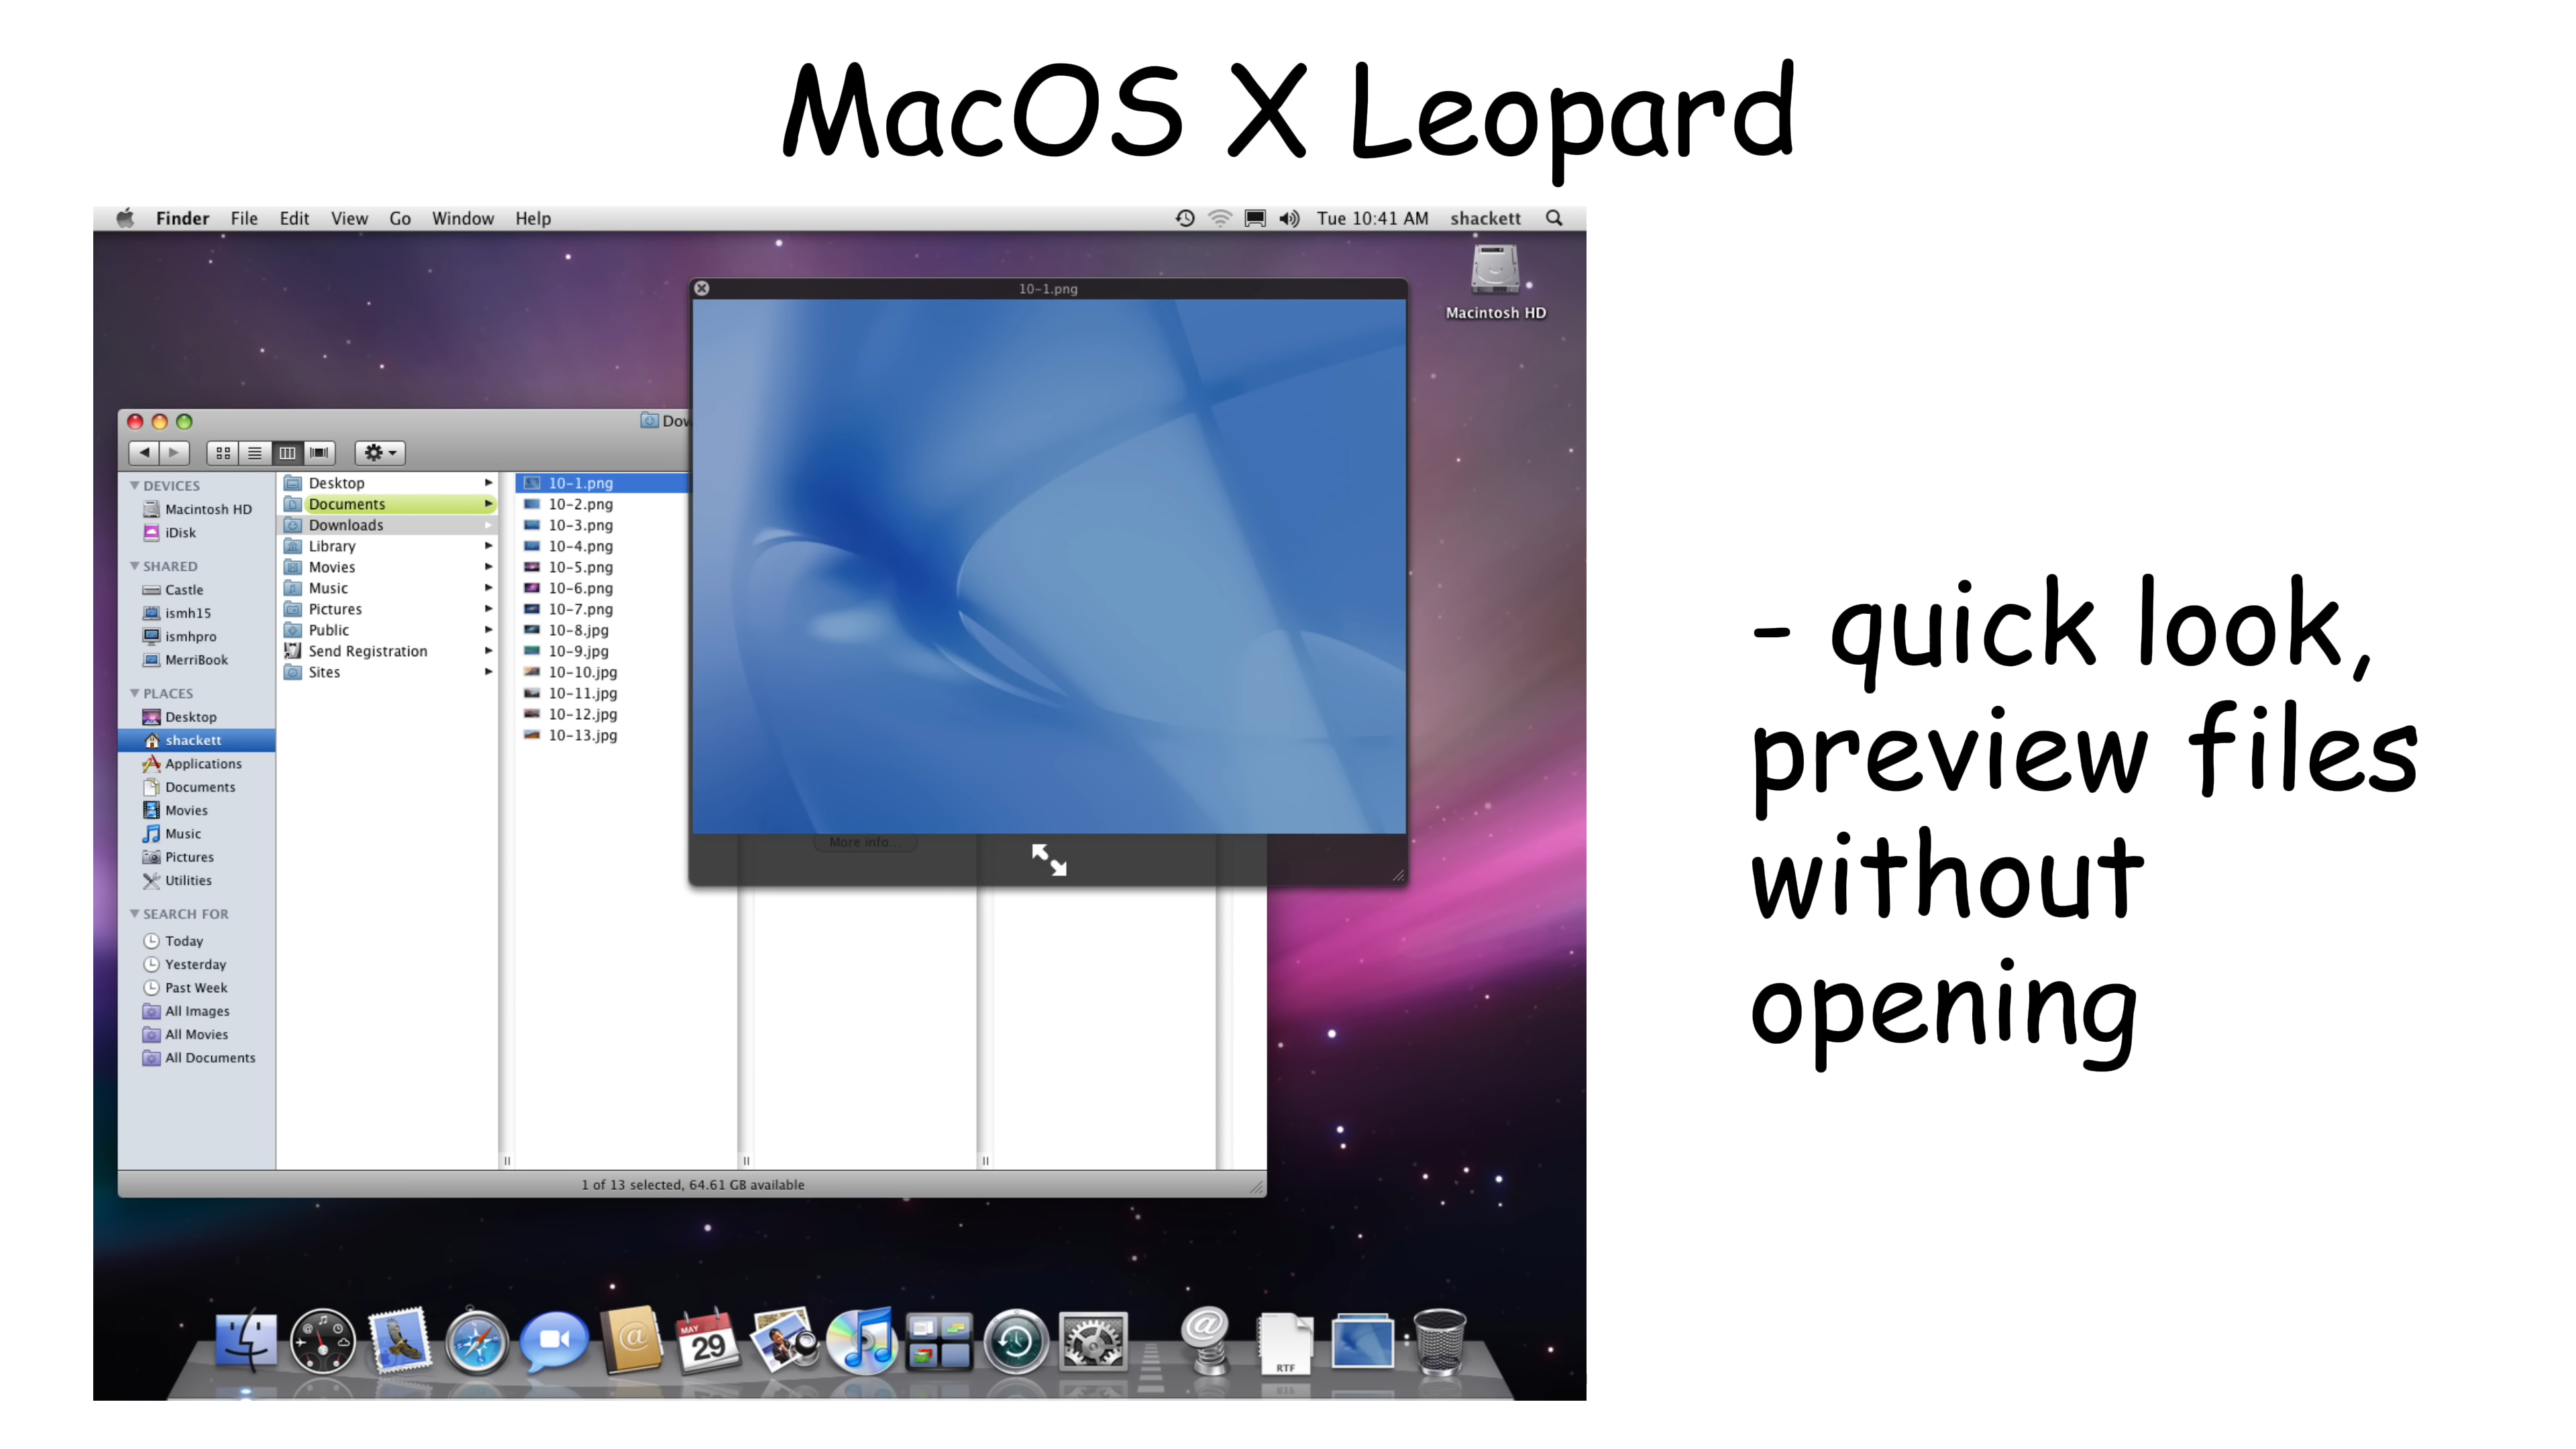 MacOS X Leopard
Finder File Edit View Go Window Help
Tue 10:41 AM shackett
Macintosh HD
10-1.png
Dow
DEVICES
Macintosh HD
iDisk
SHARED
Castle
ismh15
ismhpro
MerriBook
PLACES
Desktop
shackett
Applications
Documents
Movies
Music
Pictures
Utilities
SEARCH FOR
Today
Yesterday
Past Week
All Images
All Movies
All Documents
Desktop
Documents
Downloads
Library
Movies
Music
Pictures
Public
Send Registration
Sites
10-1.png
10-2.png
10-3.png
10-4.png
10-5.png
10-6.png
10-7.png
10-8.jpg
10-9.jpg
10-10.jpg
10-11.jpg
10-12.jpg
10-13.jpg
More info...
1 of 13 selected, 64.61 GB available
MAY
29
RTF
- quick look,
preview files
without
opening